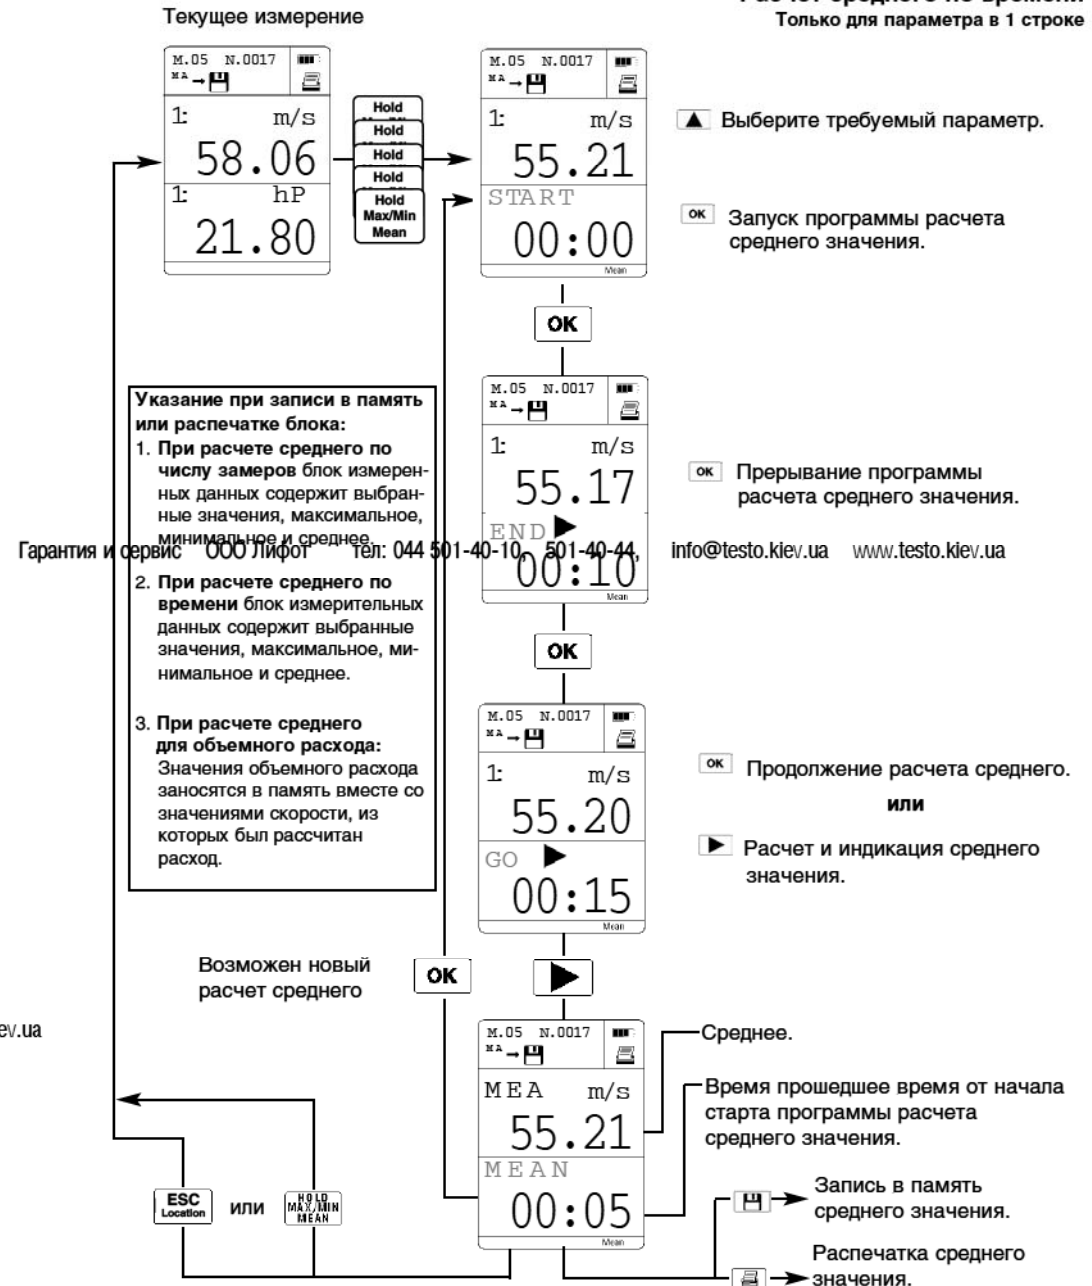 Текущее измерение
Только для параметра в 1 строке
M.05 N.0017
MA
1: m/s
58.06
1: hP
21.80
Hold
Hold
Hold
Hold
Hold
Max/Min
Mean
M.05 N.0017
MA
1: m/s
55.21
START
00:00
Mean
Выберите требуемый параметр.
OK Запуск программы расчета
среднего значения.
OK
Указание при записи в память
или распечатке блока:
1. При расчете среднего по
числу замеров блок измерен-
ных данных содержит выбран-
ные значения, максимальное,
минимальное и среднее.
2. При расчете среднего по
времени блок измерительных
данных содержит выбранные
значения, максимальное, ми-
нимальное и среднее.
3. При расчете среднего
для объемного расхода:
Значения объемного расхода
заносятся в память вместе со
значениями скорости, из
которых был рассчитан
расход.
M.05 N.0017
MA
1: m/s
55.17
END
00:10
Mean
OK Прерывание программы
расчета среднего значения.
Гарантия и сервис ООО Лифот тел: 044 501-40-10, 501-40-44, info@testo.kiev.ua www.testo.kiev.ua
OK
M.05 N.0017
MA
1: m/s
55.20
GO
00:15
Mean
OK Продолжение расчета среднего.
или
Расчет и индикация среднего
значения.
Возможен новый
расчет среднего
OK
ev.ua
M.05 N.0017
MA
MEA m/s
55.21
MEAN
00:05
Mean
Среднее.
Время прошедшее время от начала
старта программы расчета
среднего значения.
ESC
Location
или
HOLD
MAX/MIN
MEAN
Запись в память
среднего значения.
Распечатка среднего
значения.